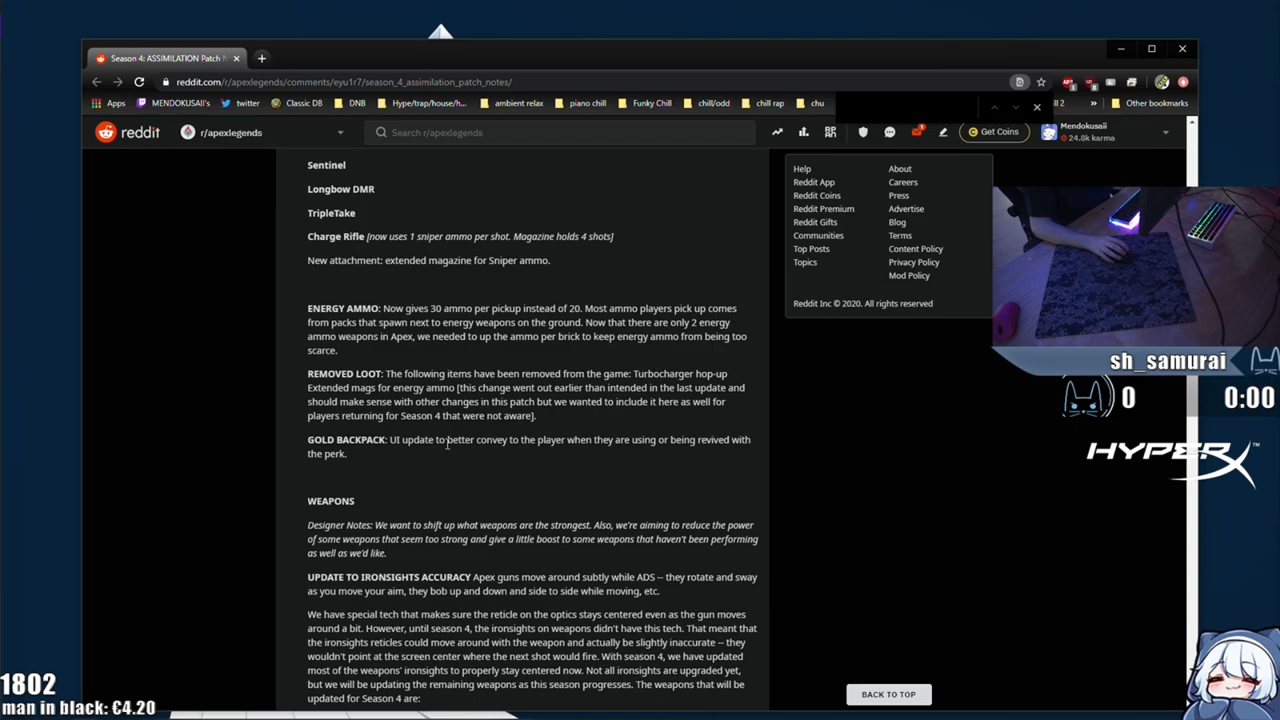 Season 4: ASSIMILATION Patch
reddit.com/r/apexlegends/comments/eyu1r7/season_4_assimilation_patch_notes/
Apps
MENDOKUSAII's
twitter
Classic DB
DNB
Hype/trap/house/h...
ambient relax
piano chill
Funky Chill
chill/odd
chill rap
chu
»
Other bookmarks
reddit
r/apexlegends
Search r/apexlegends
Get Coins
Mendokusaii
24.8k karma
Sentinel
Longbow DMR
TripleTake
Charge Rifle [now uses 1 sniper ammo per shot. Magazine holds 4 shots]
New attachment: extended magazine for Sniper ammo.
ENERGY AMMO: Now gives 30 ammo per pickup instead of 20. Most ammo players pick up comes
from packs that spawn next to energy weapons on the ground. Now that there are only 2 energy
ammo weapons in Apex, we needed to up the ammo per brick to keep energy ammo from being too
scarce.
REMOVED LOOT: The following items have been removed from the game: Turbocharger hop-up
Extended mags for energy ammo [this change went out earlier than intended in the last update and
should make sense with other changes in this patch but we wanted to include it here as well for
players returning for Season 4 that were not aware].
GOLD BACKPACK: UI update to better convey to the player when they are using or being revived with
the perk.
WEAPONS
Designer Notes: We want to shift up what weapons are the strongest. Also, we're aiming to reduce the power
of some weapons that seem too strong and give a little boost to some weapons that haven't been performing
as well as we'd like.
UPDATE TO IRONSIGHTS ACCURACY Apex guns move around subtly while ADS -- they rotate and sway
as you move your aim, they bob up and down and side to side while moving, etc.
We have special tech that makes sure the reticle on the optics stays centered even as the gun moves
around a bit. However, until season 4, the ironsights on weapons didn't have this tech. That meant that
the ironsights reticles could move around with the weapon and actually be slightly inaccurate -- they
wouldn't point at the screen center where the next shot would fire. With season 4, we have updated
most of the weapons' ironsights to properly stay centered now. Not all ironsights are upgraded yet,
but we will be updating the remaining weapons as this season progresses. The weapons that will be
updated for Season 4 are:
Help
Reddit App
Reddit Coins
Reddit Premium
Reddit Gifts
Communities
Top Posts
Topics
About
Careers
Press
Advertise
Blog
Terms
Content Policy
Privacy Policy
Mod Policy
Reddit Inc © 2020. All rights reserved
BACK TO TOP
sh_samurai
0
0:00
HYPERX™
1802
man in black: €4.20